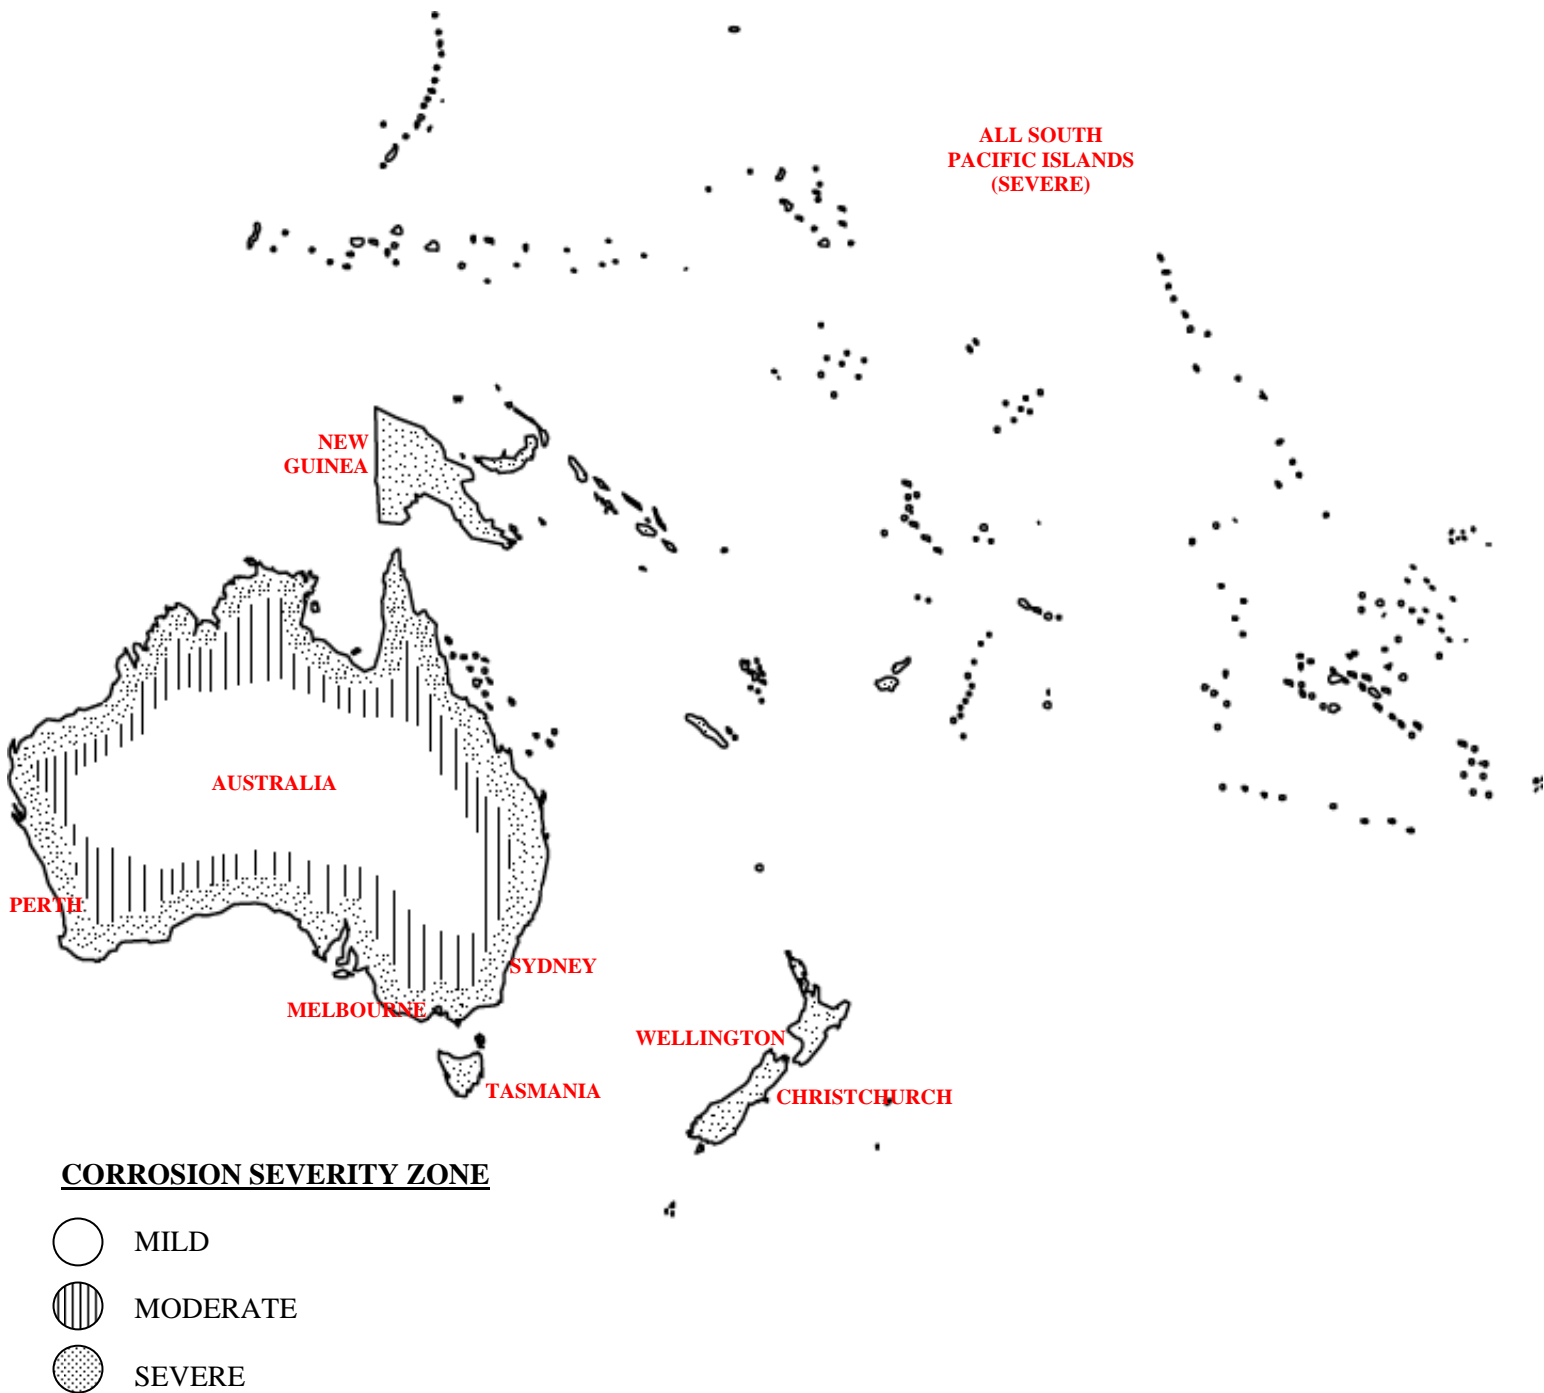 ALL SOUTH
PACIFIC ISLANDS
(SEVERE)
NEW
GUINEA
AUSTRALIA
PERTH
SYDNEY
MELBOURNE
WELLINGTON
TASMANIA
CHRISTCHURCH
CORROSION SEVERITY ZONE
MILD
MODERATE
SEVERE